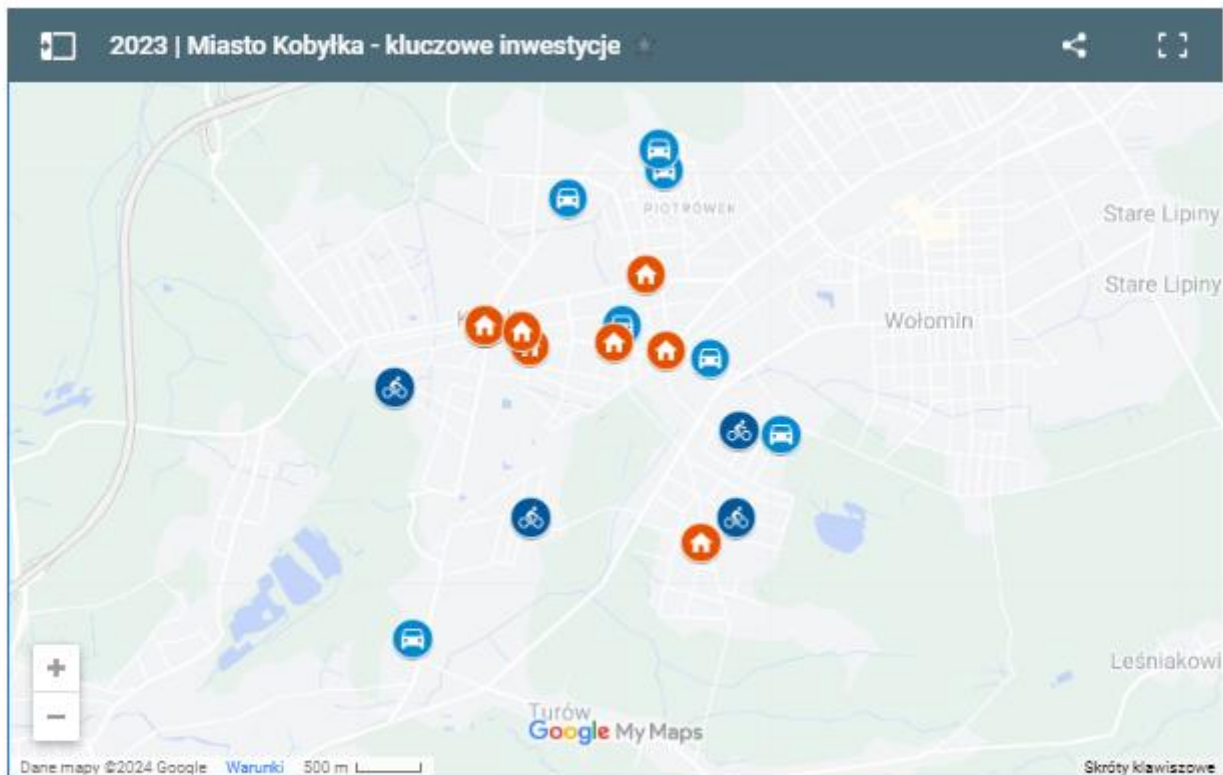 2023 | Miasto Kobyłka - kluczowe inwestycje
PIOTRÓWEK
Stare Lipiny
Stare Lipiny
Wołomin
Leśniakowi
Turów
Google My Maps
Dane mapy ©2024 Google Warunki 500 m Skróty klawiszowe